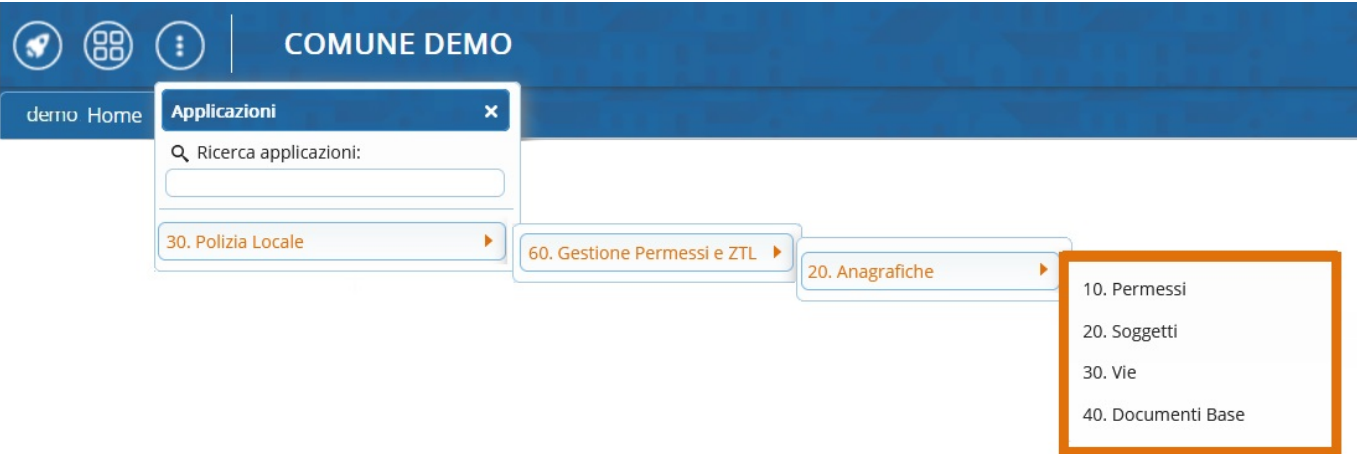 COMUNE DEMO
demo Home
Applicazioni
Ricerca applicazioni:
30. Polizia Locale
60. Gestione Permessi e ZTL
20. Anagrafiche
10. Permessi
20. Soggetti
30. Vie
40. Documenti Base